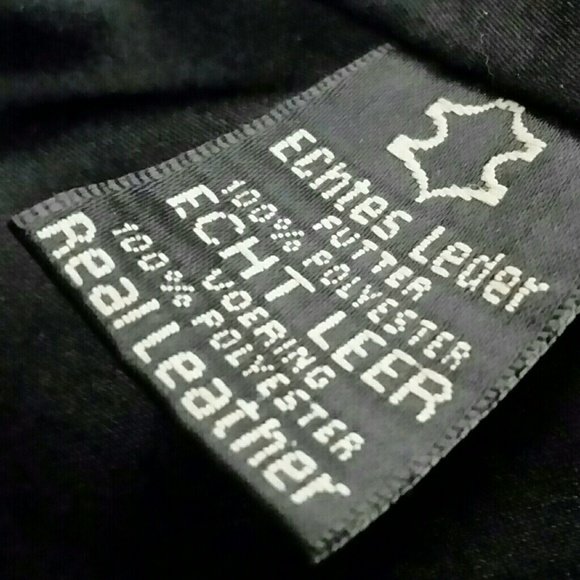 Echtes Leder
FUTTER
100% POLYESTER
ECHT LEER
VOERING
100% POLYESTER
Real Leather